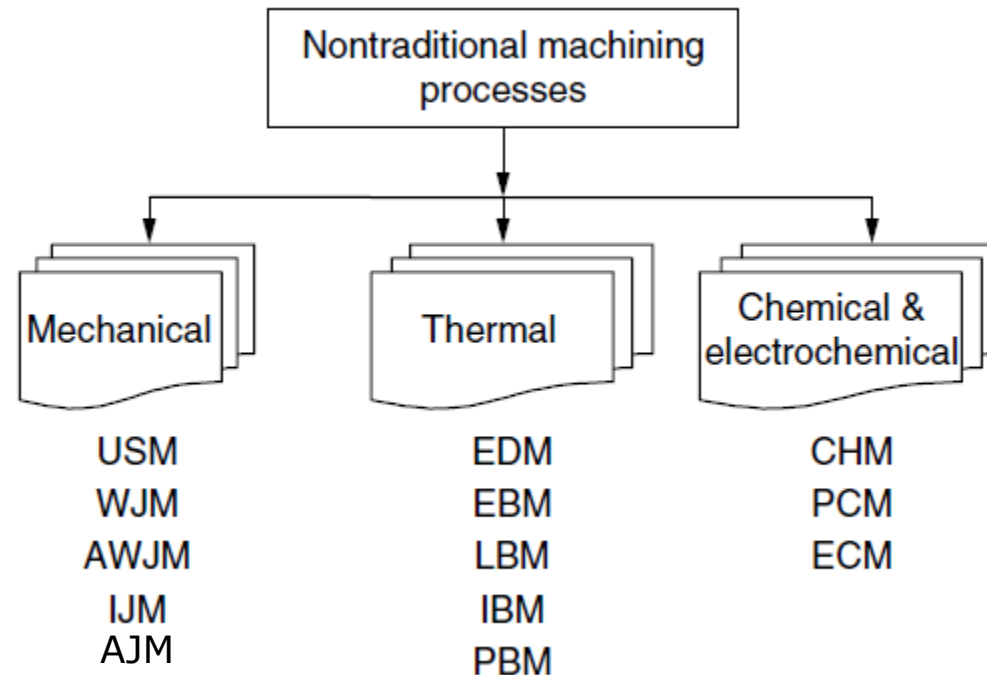 Nontraditional machining
processes
Mechanical
Thermal
Chemical &
electrochemical
USM
WJM
AWJM
IJM
AJM
EDM
EBM
LBM
IBM
PBM
CHM
PCM
ECM